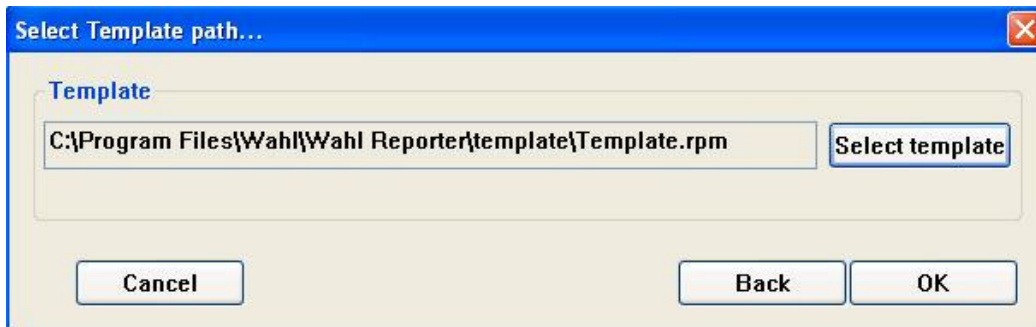 Select Template path...
Template
C:\Program Files\Wahl\Wahl Reporter\template\Template.rpm
Select template
Cancel
Back
OK